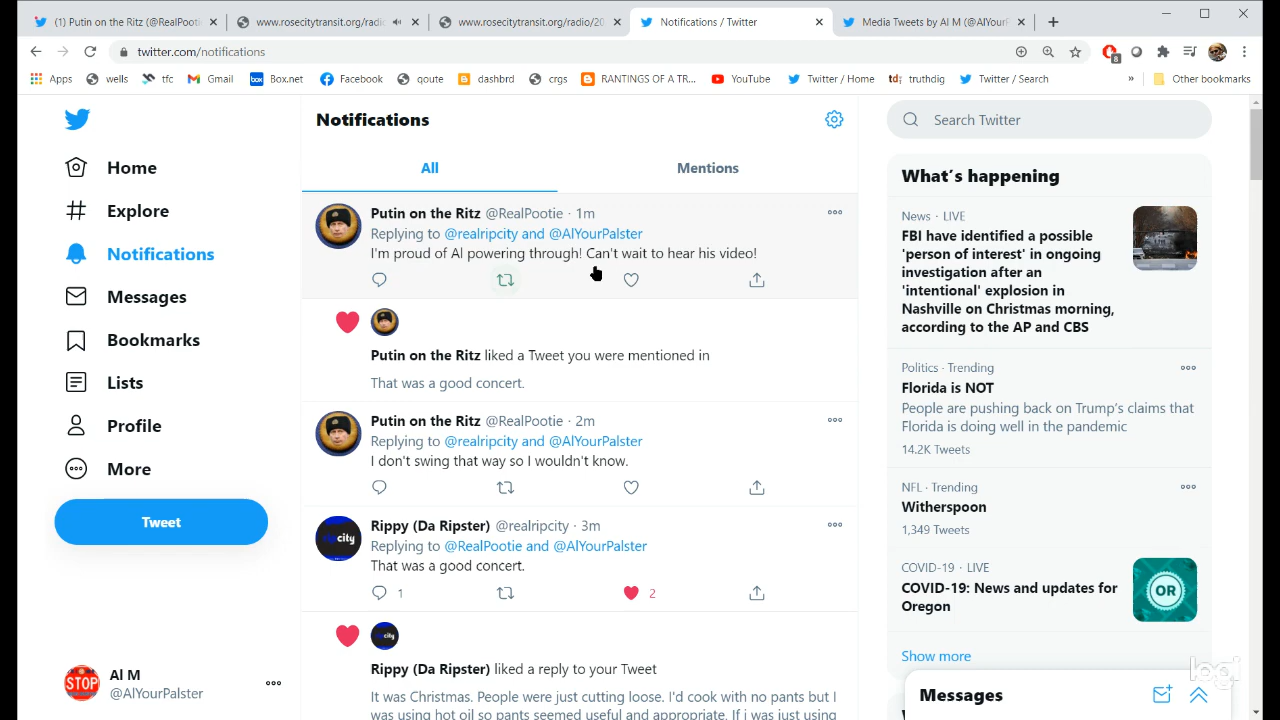 (1) Putin on the Ritz (@RealPooti
www.rosecitytransit.org/radio
www.rosecitytransit.org/radio/20
Notifications / Twitter
Media Tweets by Al M (@AlYourP
twitter.com/notifications
8
Apps
wells
tfc
Gmail
box
Box.net
Facebook
qoute
dashbrd
crgs
RANTINGS OF A TR...
YouTube
Twitter / Home
td:
truthdig
Twitter / Search
»
Other bookmarks
Home
Explore
Notifications
Messages
Bookmarks
Lists
Profile
More
Tweet
STOP
Al M
@AlYourPalster
Notifications
All
Mentions
Putin on the Ritz @RealPootie · 1m
Replying to @realripcity and @AlYourPalster
I'm proud of Al powering through! Can't wait to hear his video!
Putin on the Ritz liked a Tweet you were mentioned in
That was a good concert.
Putin on the Ritz @RealPootie · 2m
Replying to @realripcity and @AlYourPalster
I don't swing that way so I wouldn't know.
ripcity
Rippy (Da Ripster) @realripcity · 3m
Replying to @RealPootie and @AlYourPalster
That was a good concert.
1
2
Rippy (Da Ripster) liked a reply to your Tweet
It was Christmas. People were just cutting loose. I'd cook with no pants but I
was using hot oil so pants seemed useful and appropriate. If i was just using
Search Twitter
What's happening
News · LIVE
FBI have identified a possible
'person of interest' in ongoing
investigation after an
'intentional' explosion in
Nashville on Christmas morning,
according to the AP and CBS
Politics · Trending
Florida is NOT
People are pushing back on Trump's claims that
Florida is doing well in the pandemic
14.2K Tweets
NFL · Trending
Witherspoon
1,349 Tweets
COVID-19 · LIVE
COVID-19: News and updates for
Oregon
OR
Show more
logi
Messages